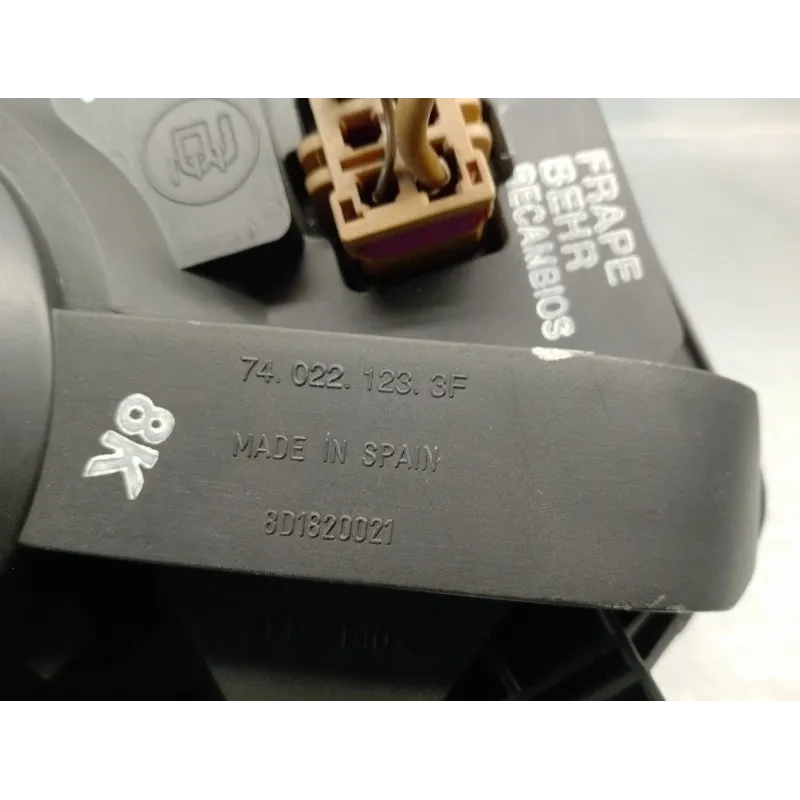 FRAPE
BEHR
SECAMBIOS
74. 022. 123. 3F
8K
MADE IN SPAIN
8D1820021